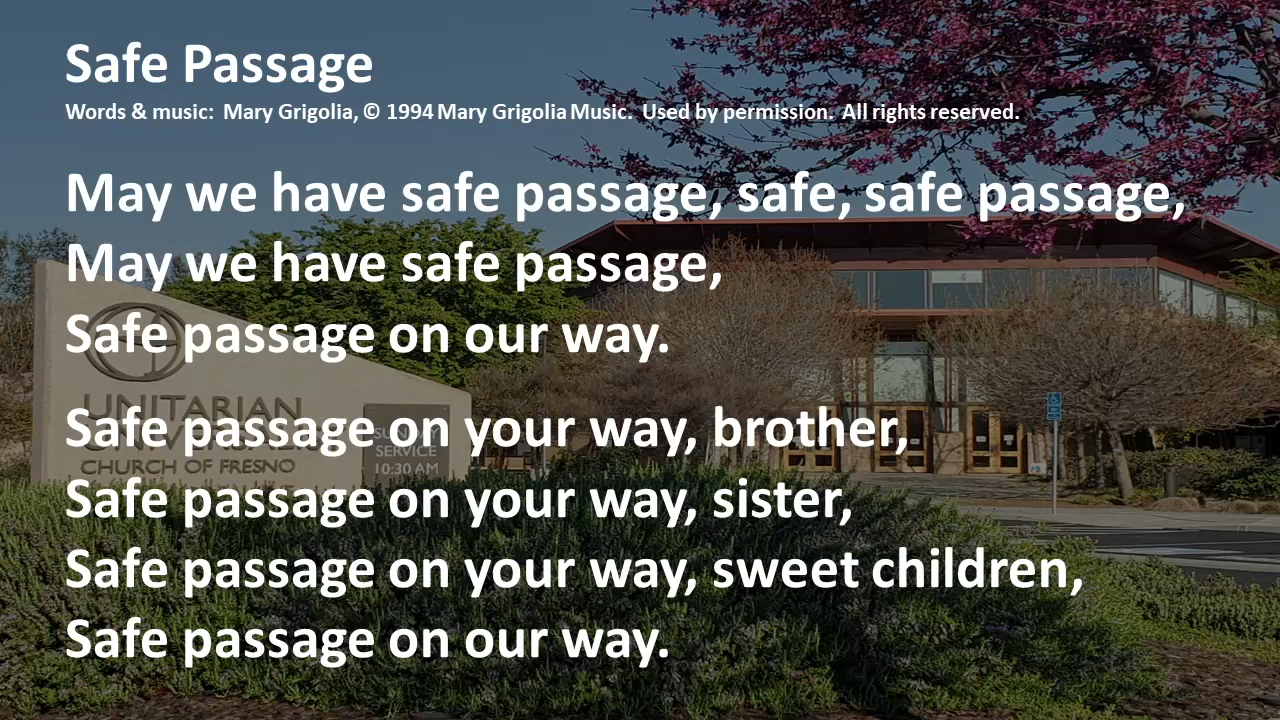 Safe Passage
Words & music: Mary Grigolia, © 1994 Mary Grigolia Music. Used by permission. All rights reserved.
May we have safe passage, safe, safe passage,
May we have safe passage,
Safe passage on our way.
Safe passage on your way, brother,
Safe passage on your way, sister,
Safe passage on your way, sweet children,
Safe passage on our way.
UNITARIAN
CHURCH OF FRESNO
SERVICE
10:30 AM